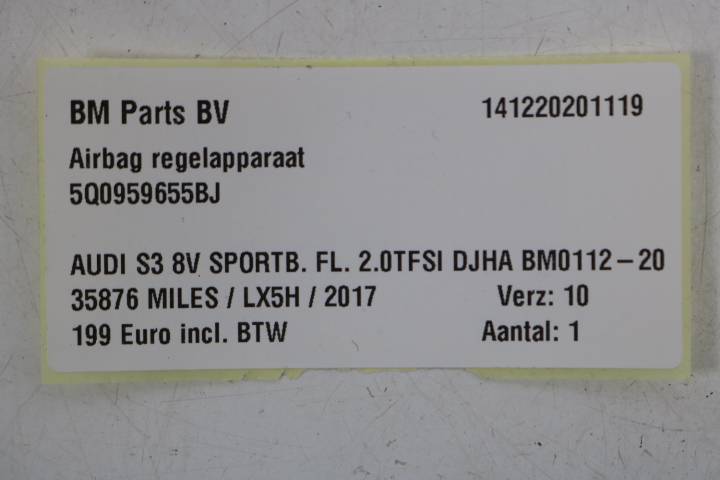 BM Parts BV 141220201119
Airbag regelapparaat
5Q0959655BJ
AUDI S3 8V SPORTB. FL. 2.0TFSI DJHA BM0112-20
35876 MILES / LX5H / 2017 Verz: 10
199 Euro incl. BTW Aantal: 1